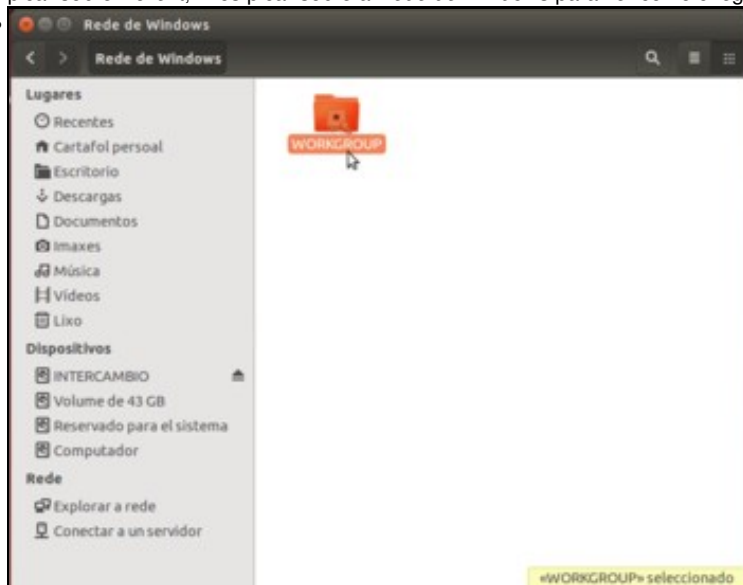 Rede de Windows
Rede de Windows
Lugares
Recentes
Cartafol persoal
Escritorio
Descargas
Documentos
Imaxes
Música
Vídeos
Lixo
Dispositivos
INTERCAMBIO
Volume de 43 GB
Reservado para el sistema
Computador
Rede
Explorar a rede
Conectar a un servidor
WORKGROUP
«WORKGROUP» seleccionado